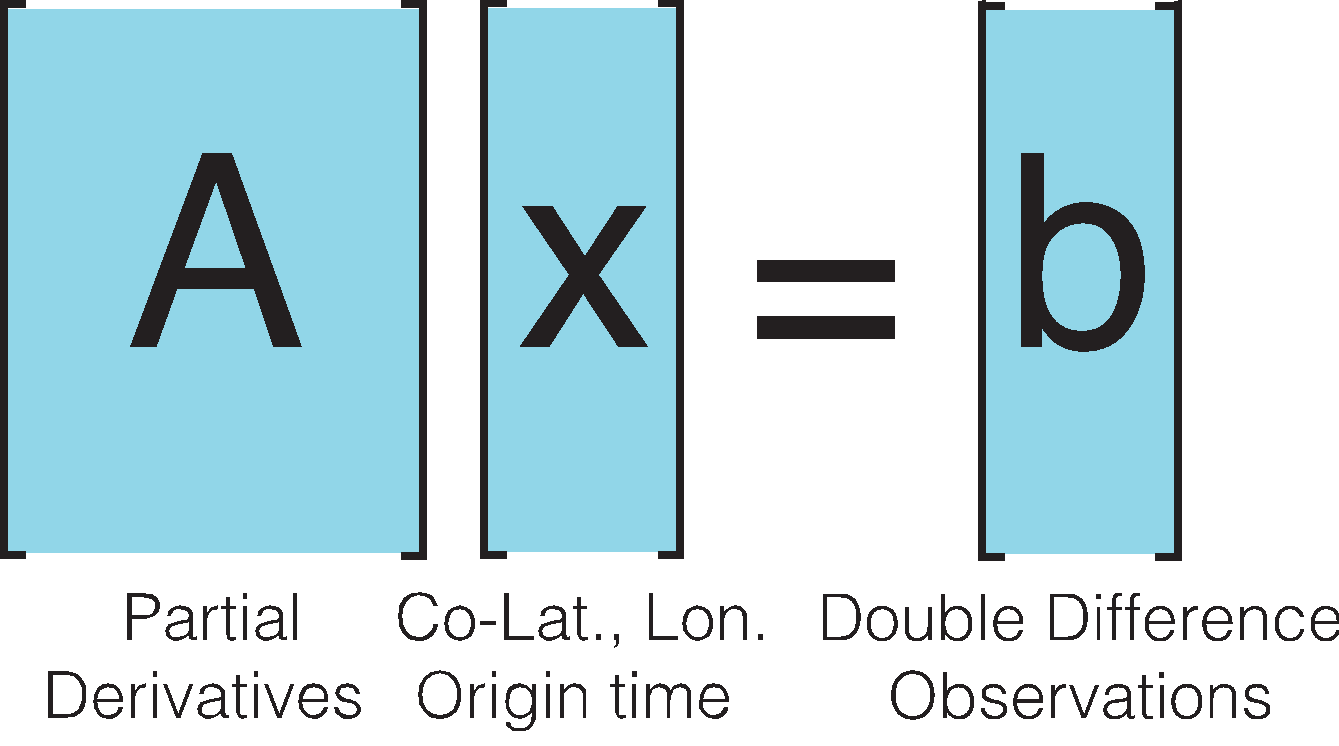 A x = b
Partial Derivatives
Co-Lat., Lon. Origin time
Double Difference Observations